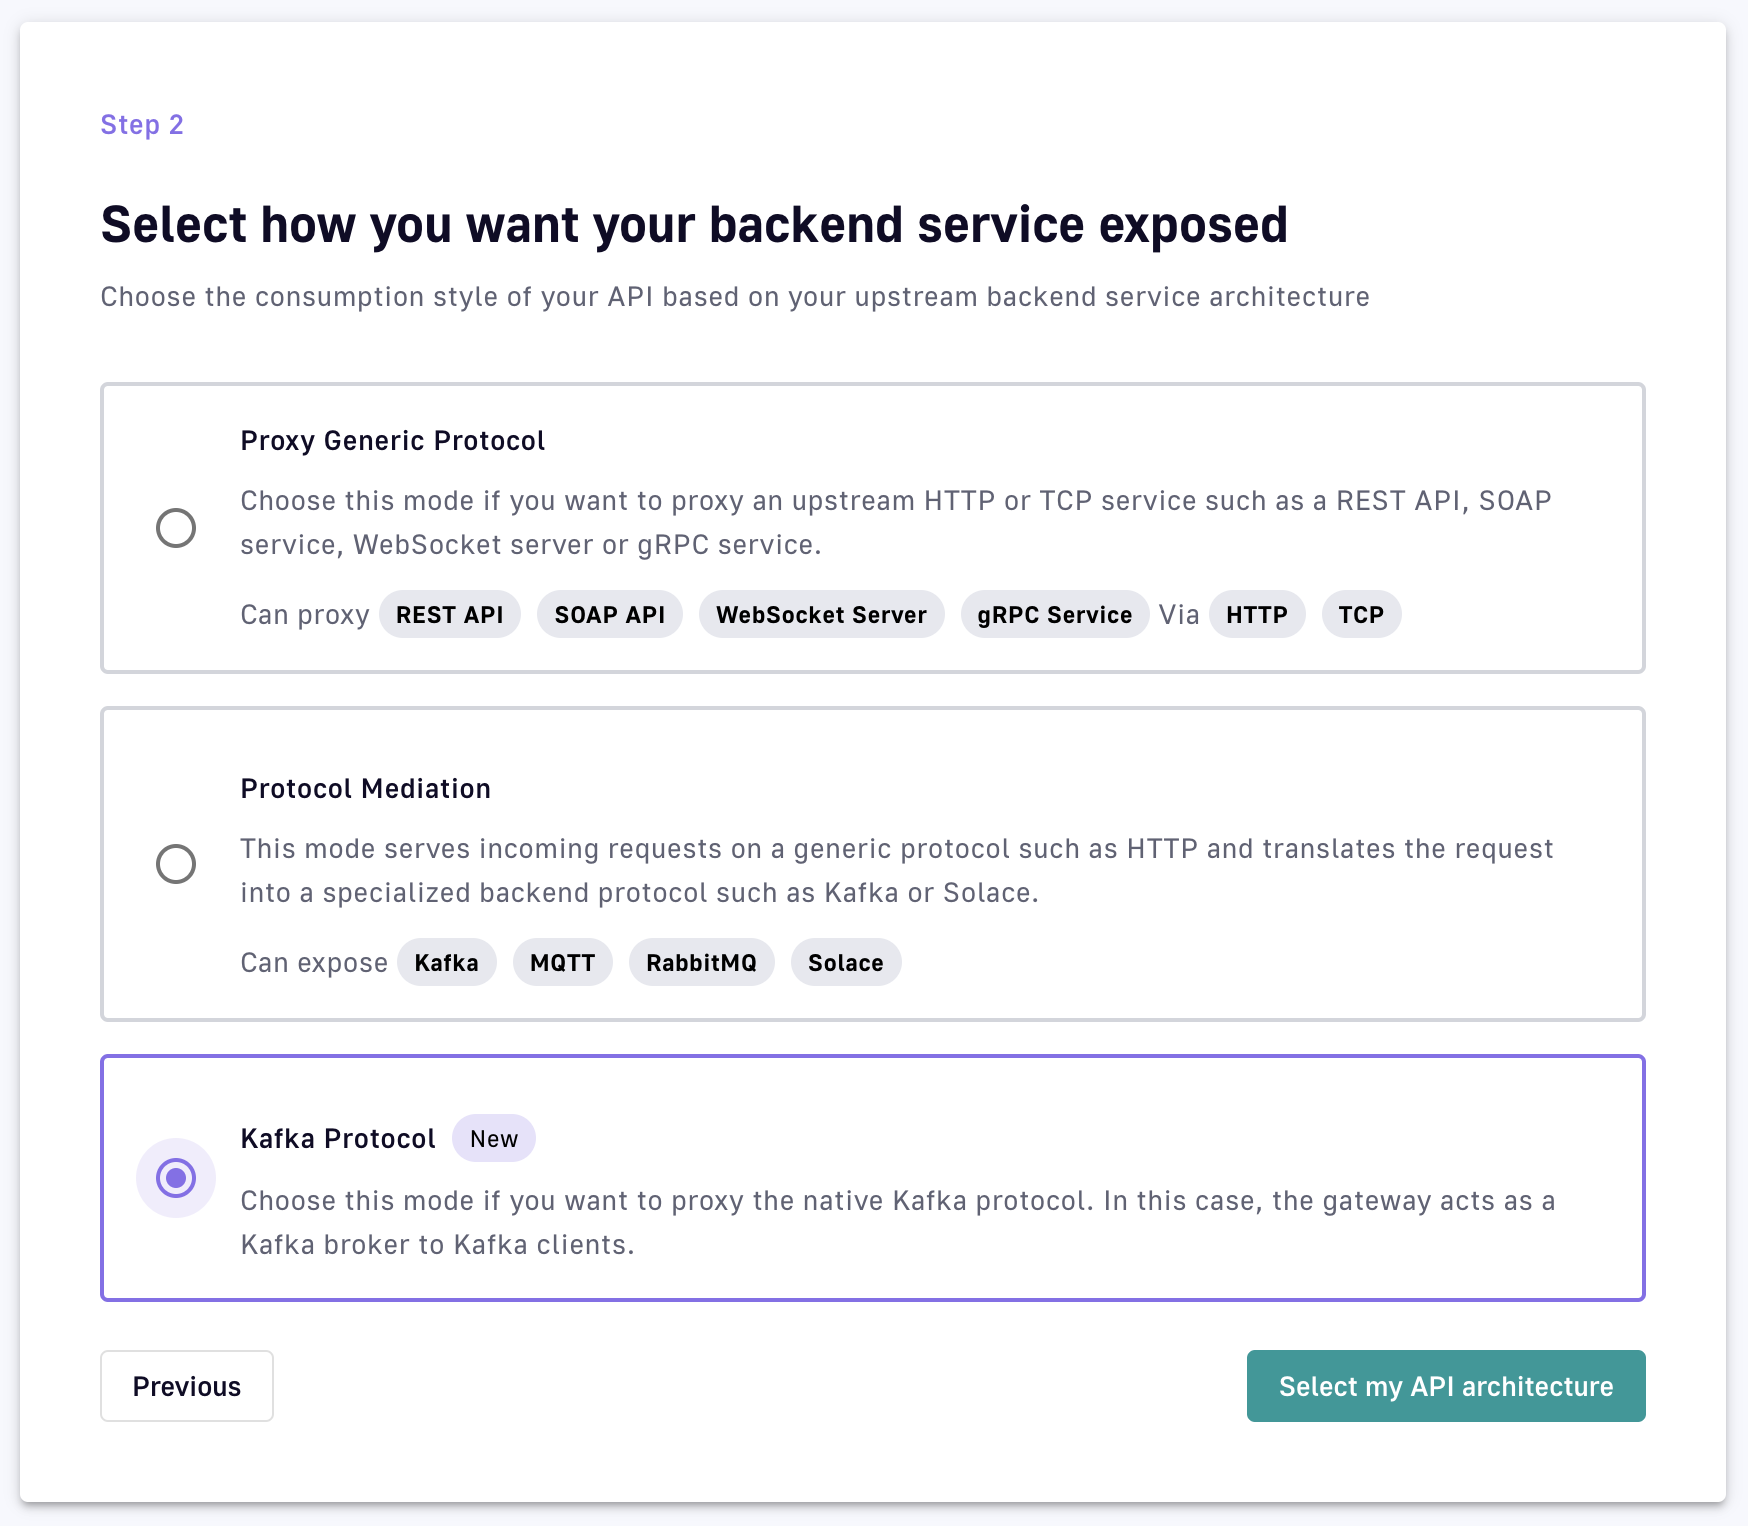 Step 2
Select how you want your backend service exposed
Choose the consumption style of your API based on your upstream backend service architecture
Proxy Generic Protocol
Choose this mode if you want to proxy an upstream HTTP or TCP service such as a REST API, SOAP
service, WebSocket server or gRPC service.
Can proxy REST API SOAP API WebSocket Server gRPC Service Via HTTP TCP
Protocol Mediation
This mode serves incoming requests on a generic protocol such as HTTP and translates the request
into a specialized backend protocol such as Kafka or Solace.
Can expose Kafka MQTT RabbitMQ Solace
Kafka Protocol New
Choose this mode if you want to proxy the native Kafka protocol. In this case, the gateway acts as a
Kafka broker to Kafka clients.
Previous Select my API architecture